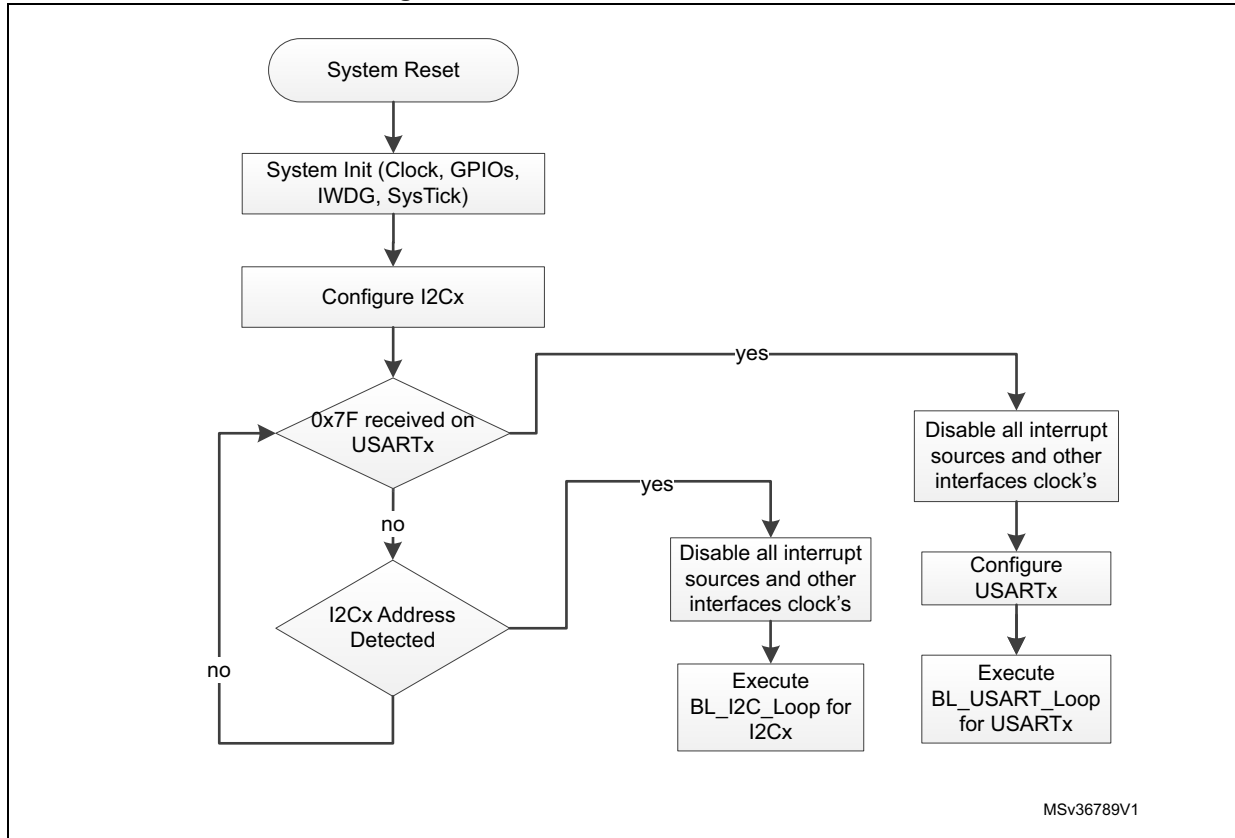 System Reset
System Init (Clock, GPIOs,
IWDG, SysTick)
Configure I2Cx
yes
0x7F received on
USARTx
Disable all interrupt
sources and other
interfaces clock's
yes
no
Disable all interrupt
sources and other
interfaces clock's
Configure
USARTx
I2Cx Address
Detected
no
Execute
BL_I2C_Loop for
I2Cx
Execute
BL_USART_Loop
for USARTx
MSv36789V1